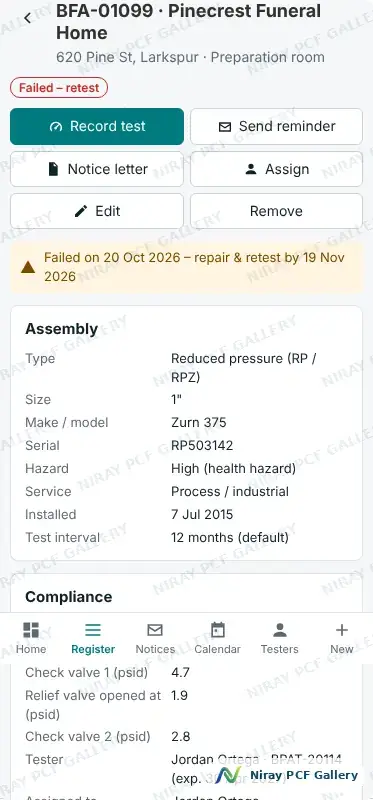 BFA-01099 · Pinecrest Funeral
Home
620 Pine St, Larkspur · Preparation room
Failed – retest
Record test
Send reminder
Notice letter
Assign
Edit
Remove
Failed on 20 Oct 2026 – repair & retest by 19 Nov
2026
Assembly
Type Reduced pressure (RP /
RPZ)
Size 1"
Make / model Zurn 375
Serial RP503142
Hazard High (health hazard)
Service Process / industrial
Installed 7 Jul 2015
Test interval 12 months (default)
Compliance
Home
Register
Notices
Calendar
Testers
New
Check valve 1 (psid) 4.7
Relief valve opened at 1.9
(psid)
Check valve 2 (psid) 2.8
Tester Jordan Ortega · BPAT-20114
(exp. 2027)
Niray PCF Gallery
Assigned to Jordan Ortega
NIRAY PCF GALLERY